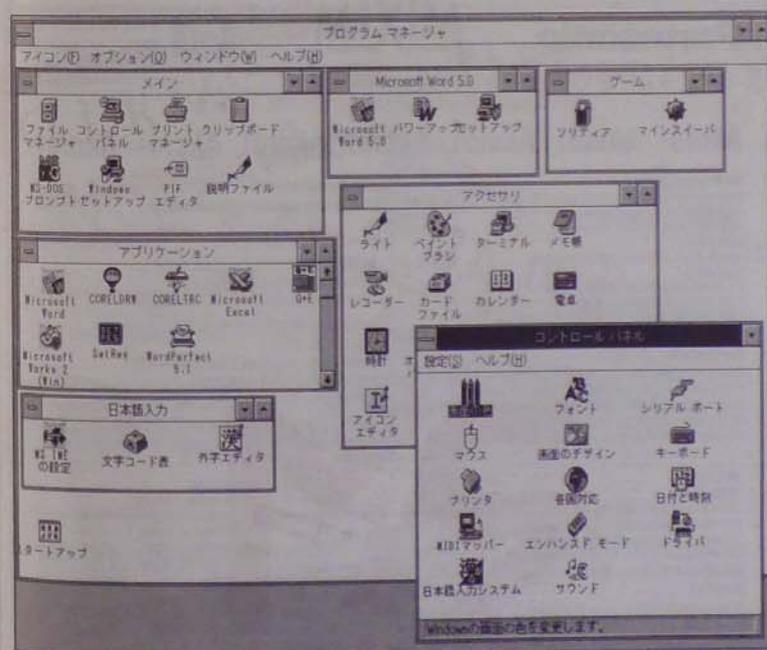 プログラム マネージャ
アイコン(F) オプション(O) ウィンドウ(W) ヘルプ(H)
メイン
ファイル マネージャ
コントロール パネル
プリント マネージャ
クリップボード
MS-DOS プロンプト
Windows セットアップ
PIF エディタ
説明ファイル
Microsoft Word 5.0
Microsoft Word 5.0
パワーアップ
セットアップ
ゲーム
ソリティア
マインスイーパ
アクセサリ
ライト
ペイント ブラシ
ターミナル
メモ帳
レコーダー
カード ファイル
カレンダー
電卓
時計
アイコン エディタ
アプリケーション
Microsoft Word
CORELDRW
CORELTRC
Microsoft Excel
Q+E
Microsoft Works 2 (Win)
SetRes
WordPerfect 5.1
日本語入力
MS IME の設定
文字コード表
外字エディタ
スタートアップ
コントロール パネル
設定(S) ヘルプ(H)
フォント
シリアル ポート
マウス
画面のデザイン
キーボード
プリンタ
各国対応
日付と時刻
MIDIマッパー
エンハンスド モード
ドライバ
日本語入力システム
サウンド
Windowsの画面の色を変更します。